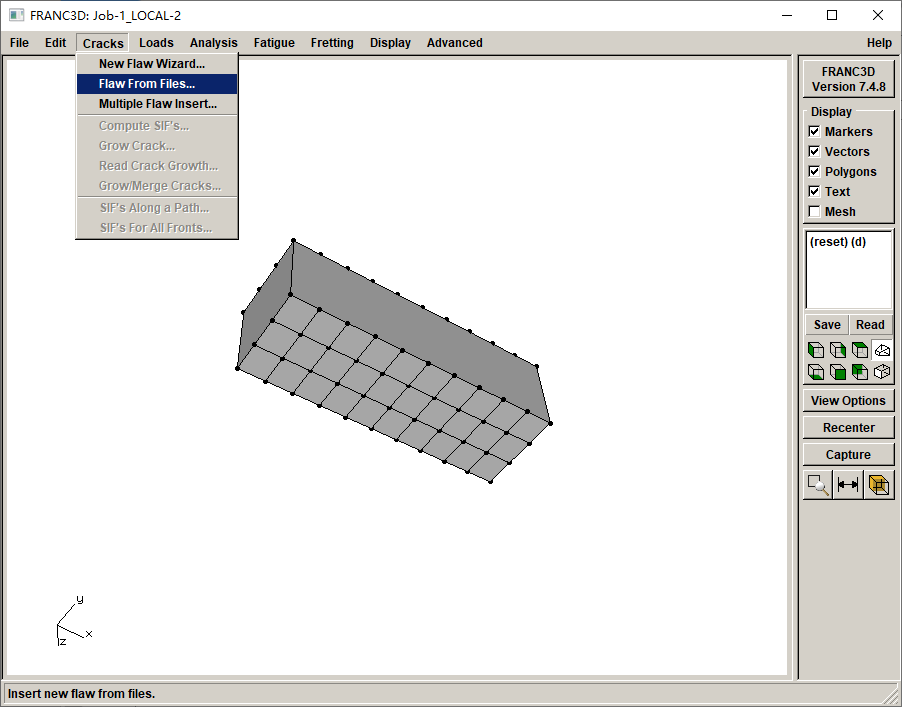 FRANC3D: Job-1_LOCAL-2
File Edit Cracks Loads Analysis Fatigue Fretting Display Advanced Help
New Flaw Wizard...
Flaw From Files...
Multiple Flaw Insert...
Compute SIF's...
Grow Crack...
Read Crack Growth...
Grow/Merge Cracks...
SIF's Along a Path...
SIF's For All Fronts...
FRANC3D
Version 7.4.8
Display
Markers
Vectors
Polygons
Text
Mesh
(reset) (d)
Save Read
View Options
Recenter
Capture
y
x
z
Insert new flaw from files.